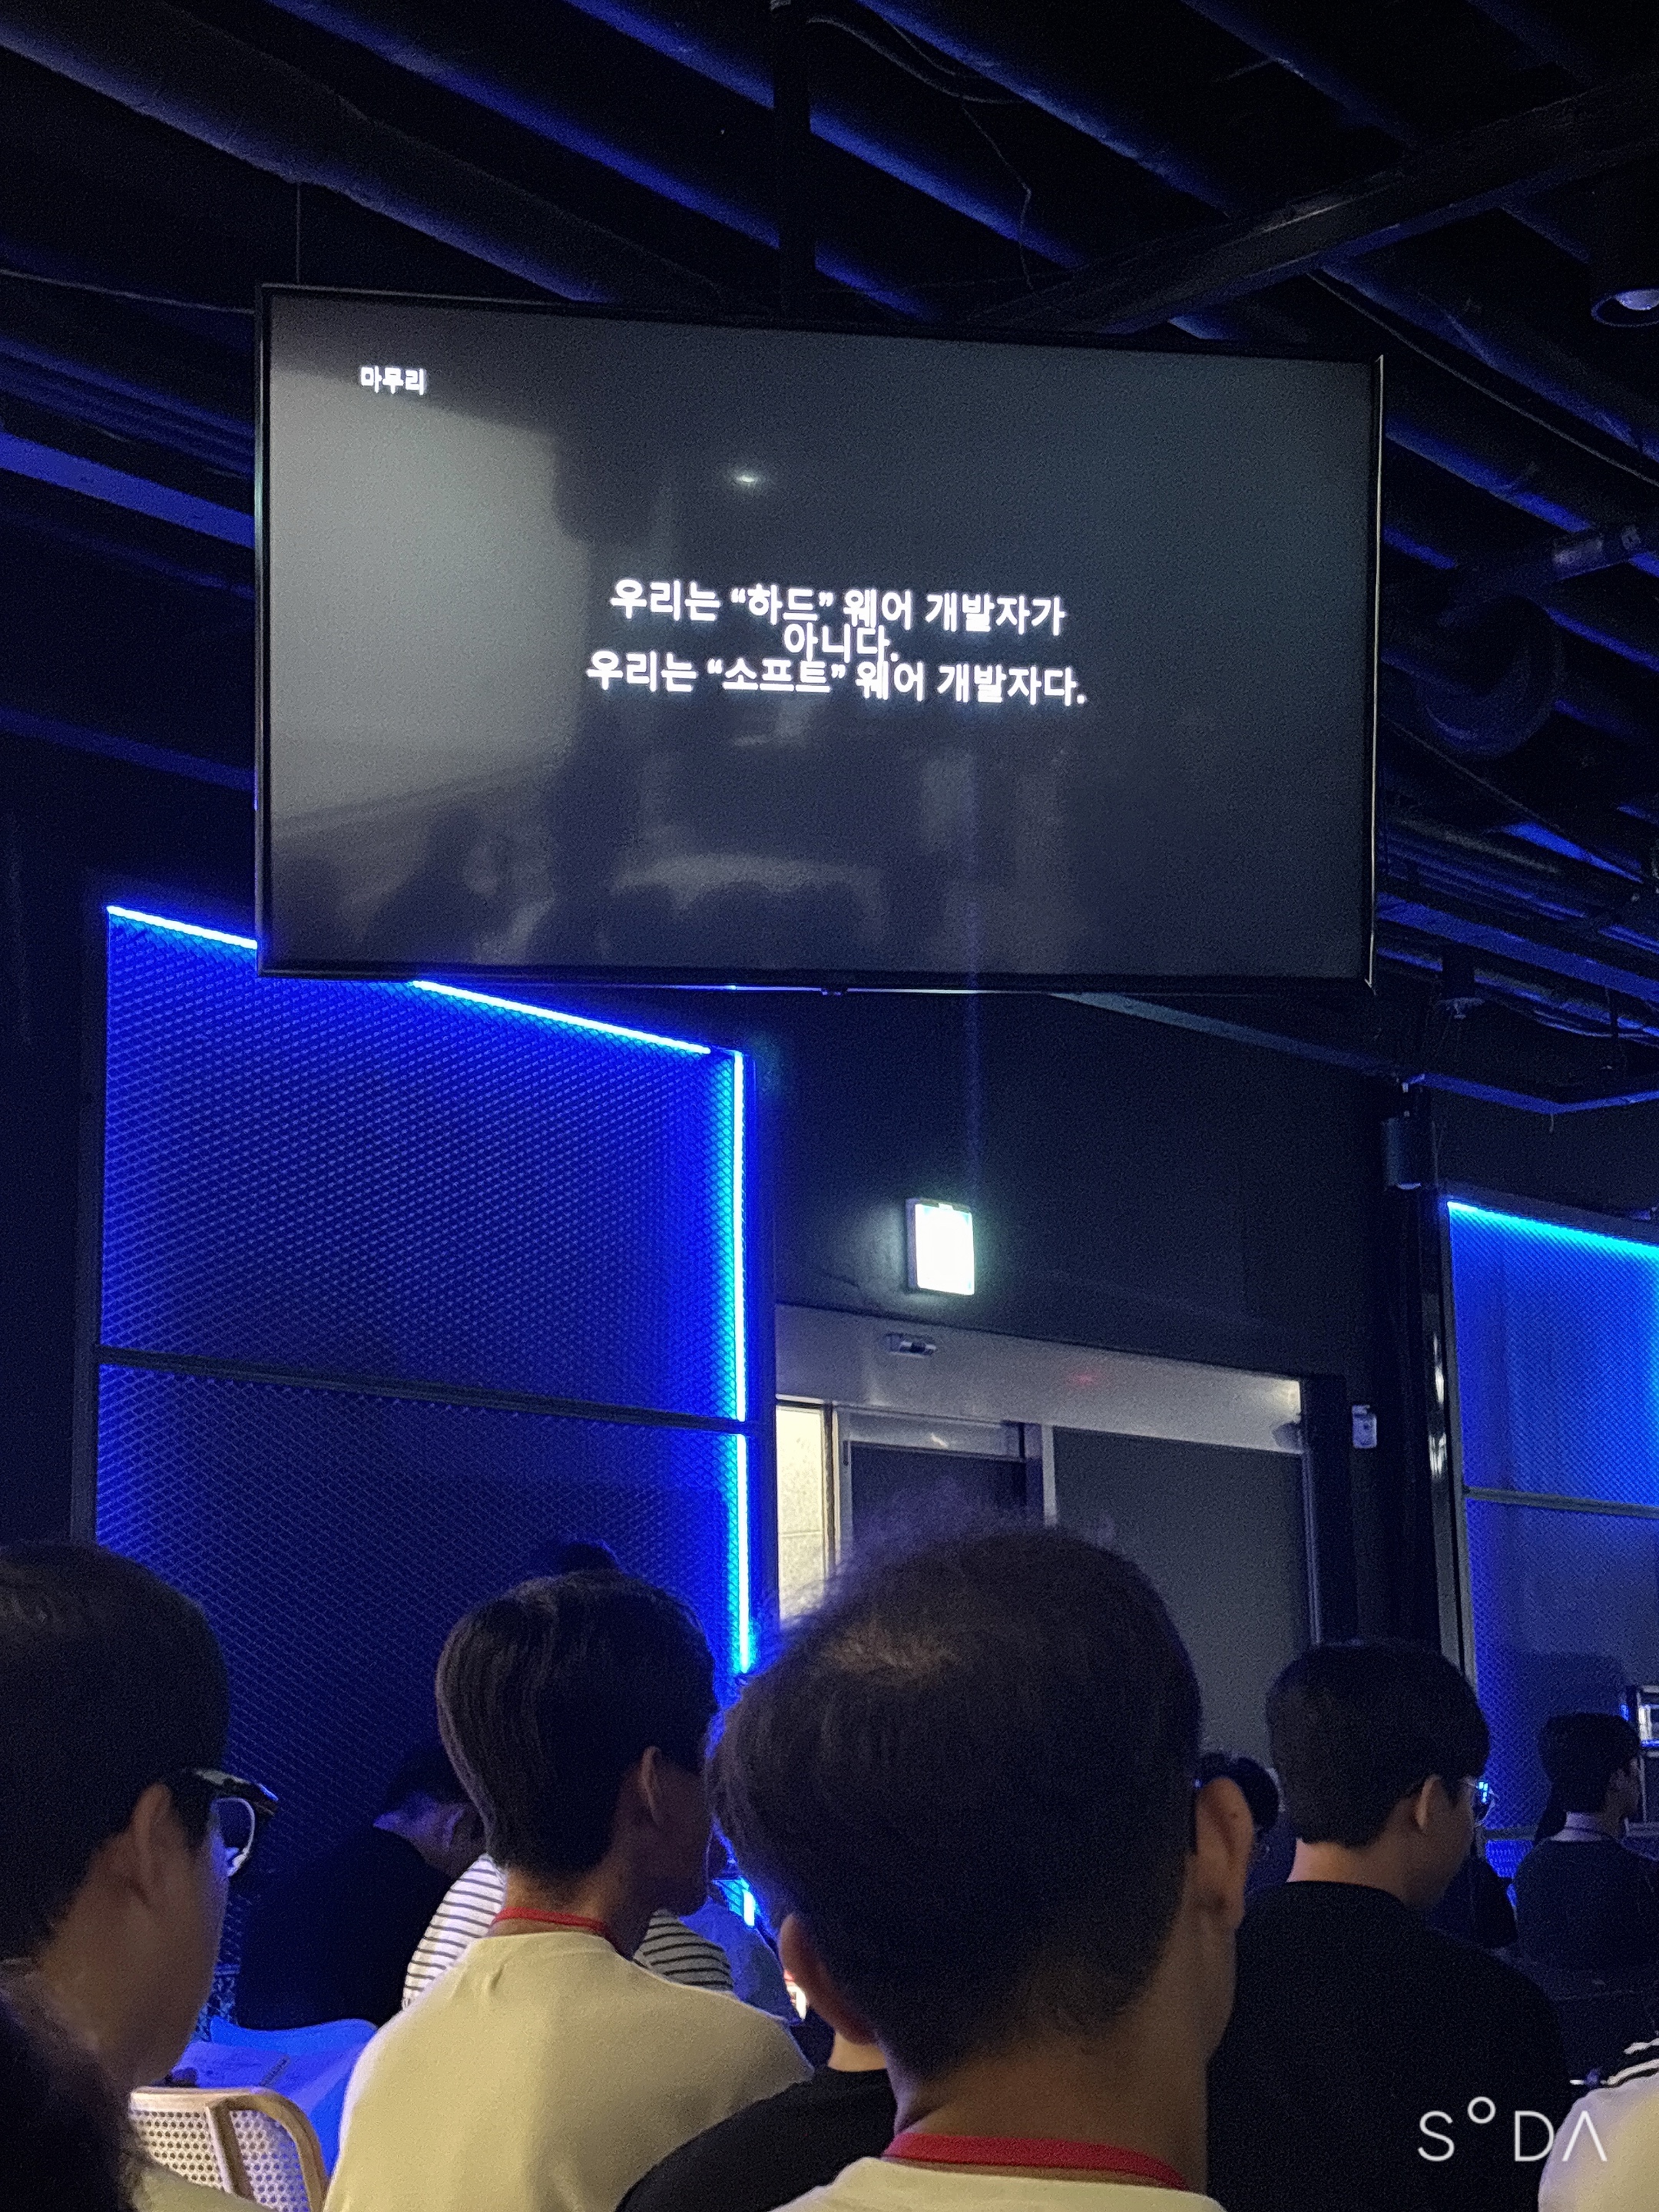 마무리
우리는 “하드” 웨어 개발자가
아니다.
우리는 “소프트” 웨어 개발자다.
SODA